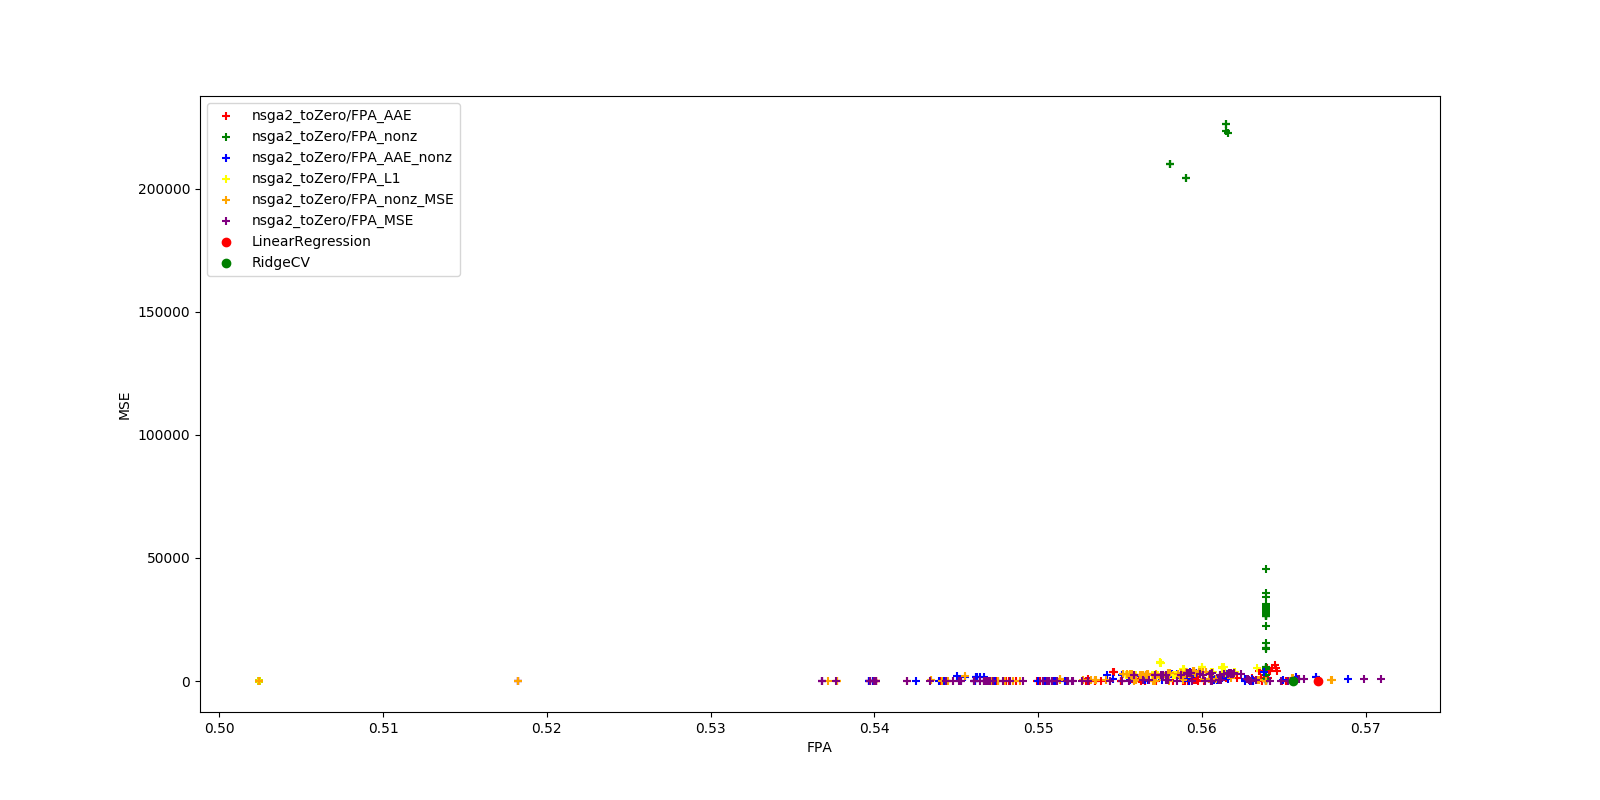 nsga2_toZero/FPA_AAE
nsga2_toZero/FPA_nonz
nsga2_toZero/FPA_AAE_nonz
nsga2_toZero/FPA_L1
nsga2_toZero/FPA_nonz_MSE
nsga2_toZero/FPA_MSE
LinearRegression
RidgeCV
200000
150000
100000
50000
0
MSE
0.50 0.51 0.52 0.53 0.54 0.55 0.56 0.57
FPA